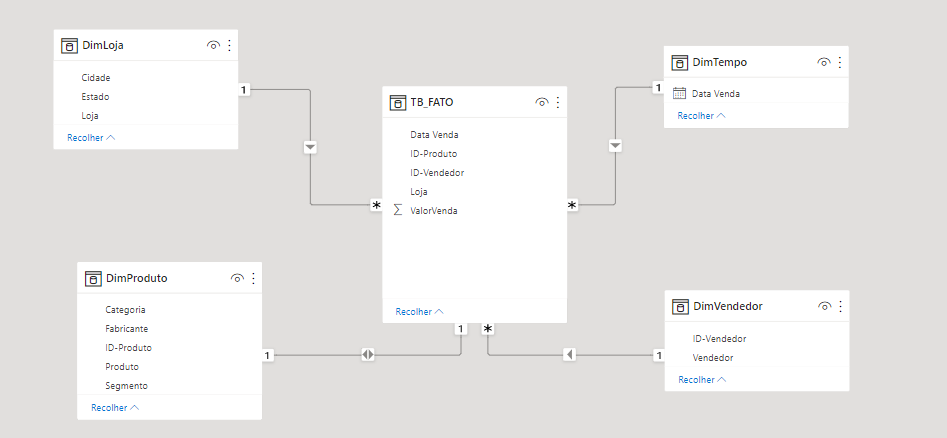 DimLoja
Cidade
Estado
Loja
Recolher
1
*
TB_FATO
Data Venda
ID-Produto
ID-Vendedor
Loja
ValorVenda
Recolher
DimTempo
Data Venda
Recolher
1
*
DimProduto
Categoria
Fabricante
ID-Produto
Produto
Segmento
Recolher
1
1
*
1
DimVendedor
ID-Vendedor
Vendedor
Recolher